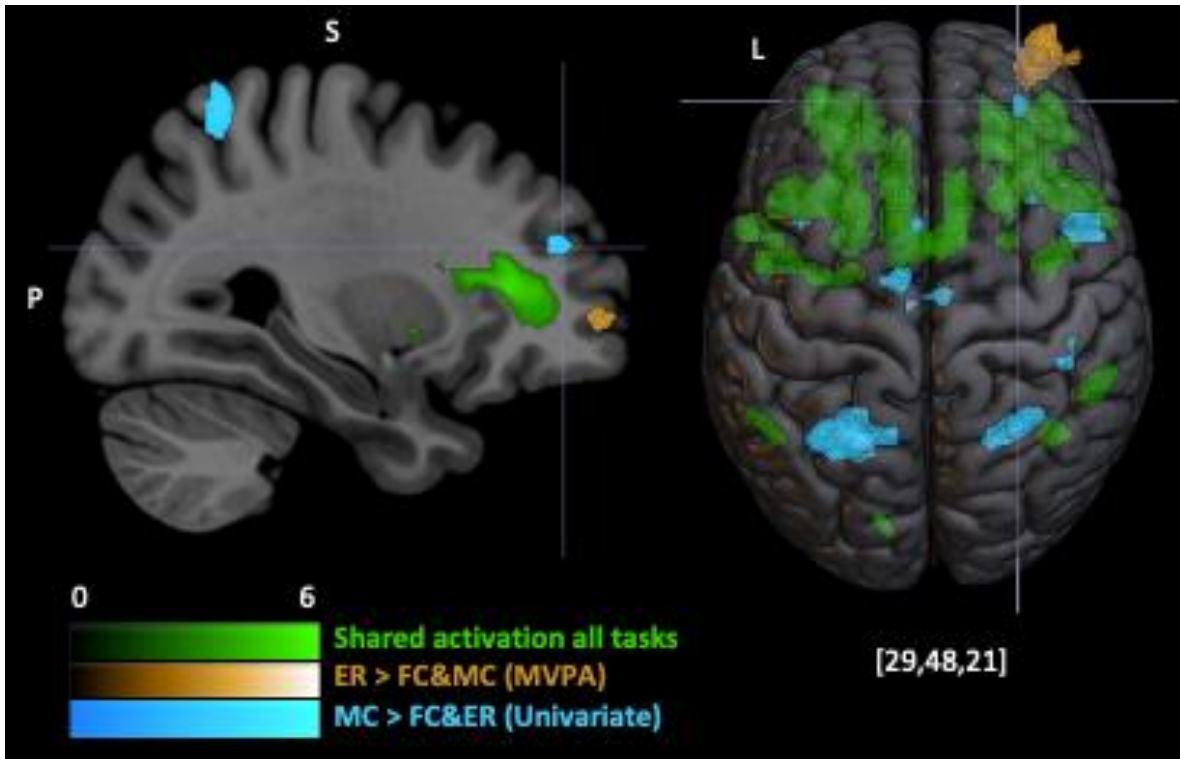 S
L
P
0 6
Shared activation all tasks
ER > FC&MC (MVPA)
MC > FC&ER (Univariate)
[29,48,21]